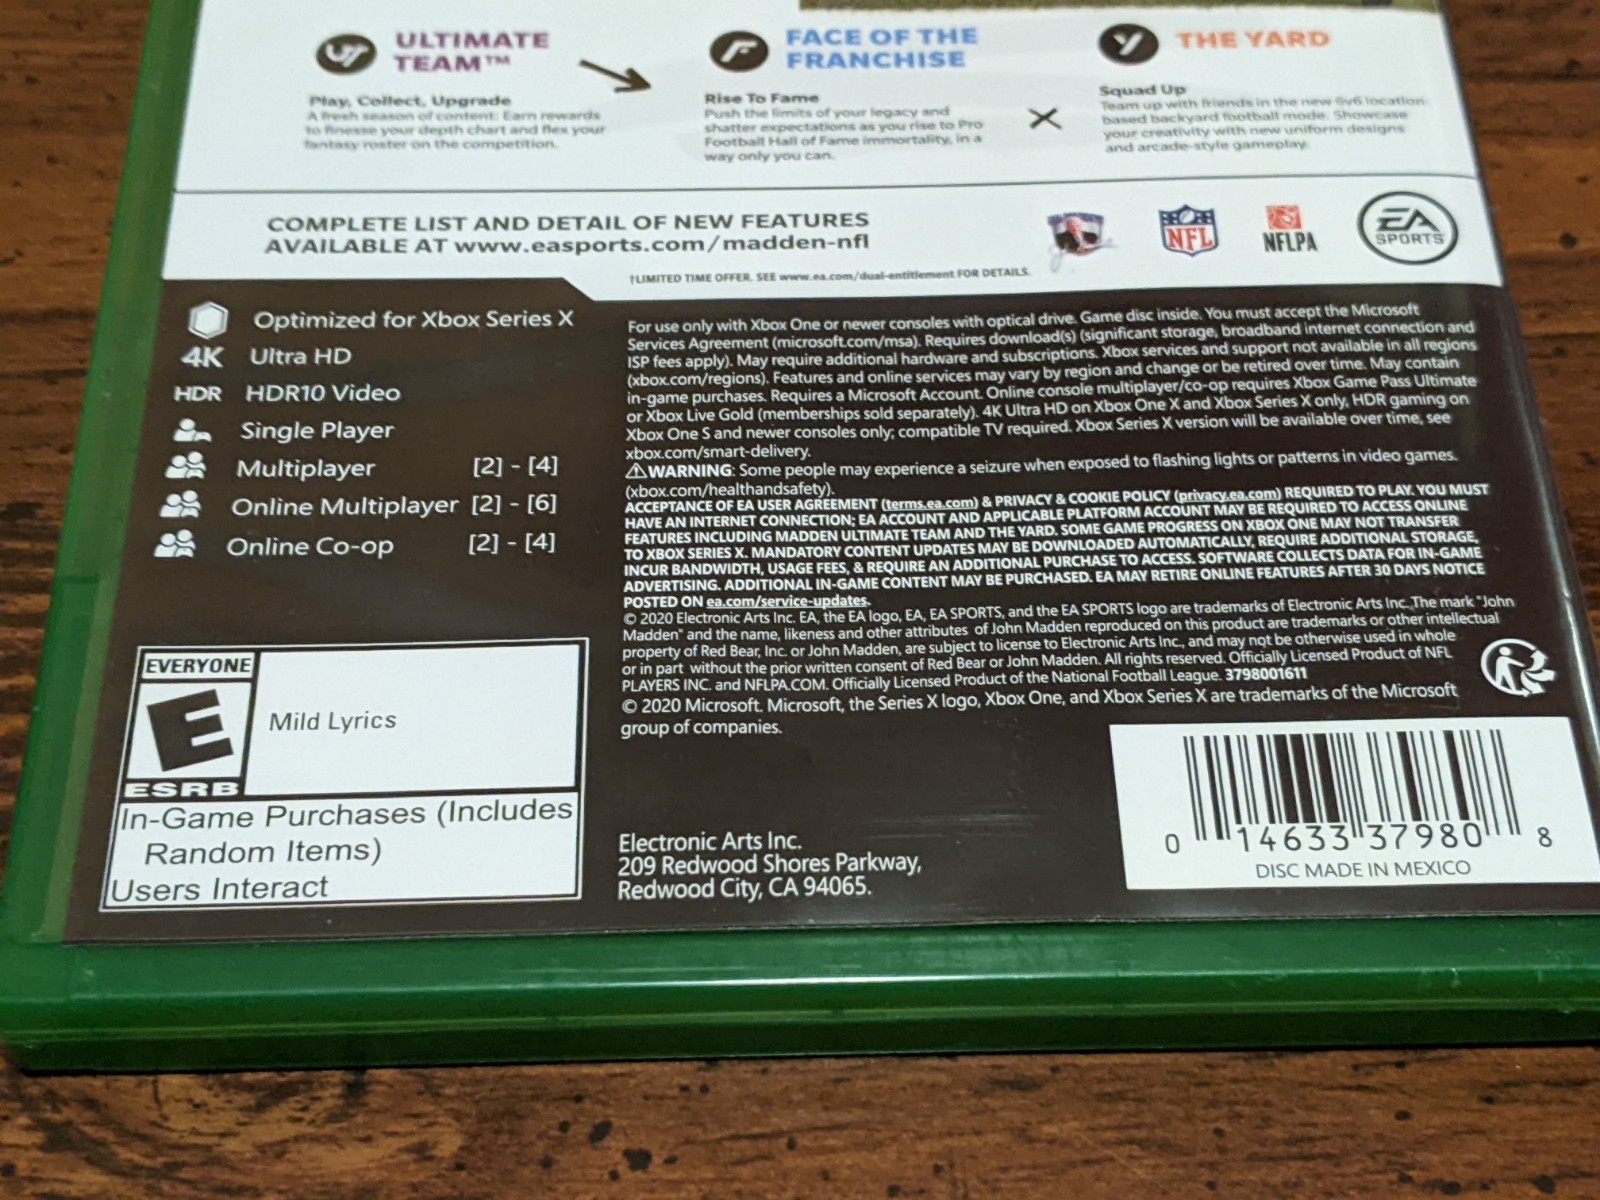 ULTIMATE
TEAM™
Play, Collect, Upgrade
A fresh season of content: Earn rewards
to finesse your depth chart and flex your
fantasy roster on the competition.
FACE OF THE
FRANCHISE
Rise To Fame
Push the limits of your legacy and
shatter expectations as you rise to Pro
Football Hall of Fame immortality, in a
way only you can.
THE YARD
Squad Up
Team up with friends in the new 6v6 location-
based backyard football mode. Showcase
your creativity with new uniform designs
and arcade-style gameplay.
COMPLETE LIST AND DETAIL OF NEW FEATURES
AVAILABLE AT www.easports.com/madden-nfl
NFL
NFLPA
EA
SPORTS
†LIMITED TIME OFFER. SEE www.ea.com/dual-entitlement FOR DETAILS.
Optimized for Xbox Series X
4K Ultra HD
HDR HDR10 Video
Single Player
Multiplayer [2] - [4]
Online Multiplayer [2] - [6]
Online Co-op [2] - [4]
For use only with Xbox One or newer consoles with optical drive. Game disc inside. You must accept the Microsoft
Services Agreement (microsoft.com/msa). Requires download(s) (significant storage, broadband internet connection and
ISP fees apply). May require additional hardware and subscriptions. Xbox services and support not available in all regions
(xbox.com/regions). Features and online services may vary by region and change or be retired over time. May contain
in-game purchases. Requires a Microsoft Account. Online console multiplayer/co-op requires Xbox Game Pass Ultimate
or Xbox Live Gold (memberships sold separately). 4K Ultra HD on Xbox One X and Xbox Series X only, HDR gaming on
Xbox One S and newer consoles only; compatible TV required. Xbox Series X version will be available over time, see
xbox.com/smart-delivery.
⚠WARNING: Some people may experience a seizure when exposed to flashing lights or patterns in video games.
(xbox.com/healthandsafety).
ACCEPTANCE OF EA USER AGREEMENT (terms.ea.com) & PRIVACY & COOKIE POLICY (privacy.ea.com) REQUIRED TO PLAY. YOU MUST
HAVE AN INTERNET CONNECTION; EA ACCOUNT AND APPLICABLE PLATFORM ACCOUNT MAY BE REQUIRED TO ACCESS ONLINE
FEATURES INCLUDING MADDEN ULTIMATE TEAM AND THE YARD. SOME GAME PROGRESS ON XBOX ONE MAY NOT TRANSFER
TO XBOX SERIES X. MANDATORY CONTENT UPDATES MAY BE DOWNLOADED AUTOMATICALLY, REQUIRE ADDITIONAL STORAGE,
INCUR BANDWIDTH, USAGE FEES, & REQUIRE AN ADDITIONAL PURCHASE TO ACCESS. SOFTWARE COLLECTS DATA FOR IN-GAME
ADVERTISING. ADDITIONAL IN-GAME CONTENT MAY BE PURCHASED. EA MAY RETIRE ONLINE FEATURES AFTER 30 DAYS NOTICE
POSTED ON ea.com/service-updates.
© 2020 Electronic Arts Inc. EA, the EA logo, EA, EA SPORTS, and the EA SPORTS logo are trademarks of Electronic Arts Inc. The mark "John
Madden" and the name, likeness and other attributes of John Madden reproduced on this product are trademarks or other intellectual
property of Red Bear, Inc. or John Madden, are subject to license to Electronic Arts Inc., and may not be otherwise used in whole
or in part without the prior written consent of Red Bear or John Madden. All rights reserved. Officially Licensed Product of NFL
PLAYERS INC. and NFLPA.COM. Officially Licensed Product of the National Football League. 3798001611
© 2020 Microsoft. Microsoft, the Series X logo, Xbox One, and Xbox Series X are trademarks of the Microsoft
group of companies.
EVERYONE
E
ESRB
Mild Lyrics
In-Game Purchases (Includes
Random Items)
Users Interact
Electronic Arts Inc.
209 Redwood Shores Parkway,
Redwood City, CA 94065.
0 14633 37980 8
DISC MADE IN MEXICO